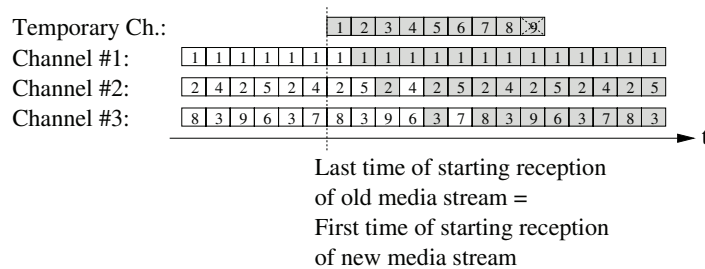 Temporary Ch.: 1 2 3 4 5 6 7 8 9
Channel #1: 1 1 1 1 1 1 1 1 1 1 1 1 1 1 1 1 1 1 1 1
Channel #2: 2 4 2 5 2 4 2 5 2 4 2 5 2 4 2 5 2 4 2 5
Channel #3: 8 3 9 6 3 7 8 3 9 6 3 7 8 3 9 6 3 7 8 3
t
Last time of starting reception
of old media stream =
First time of starting reception
of new media stream